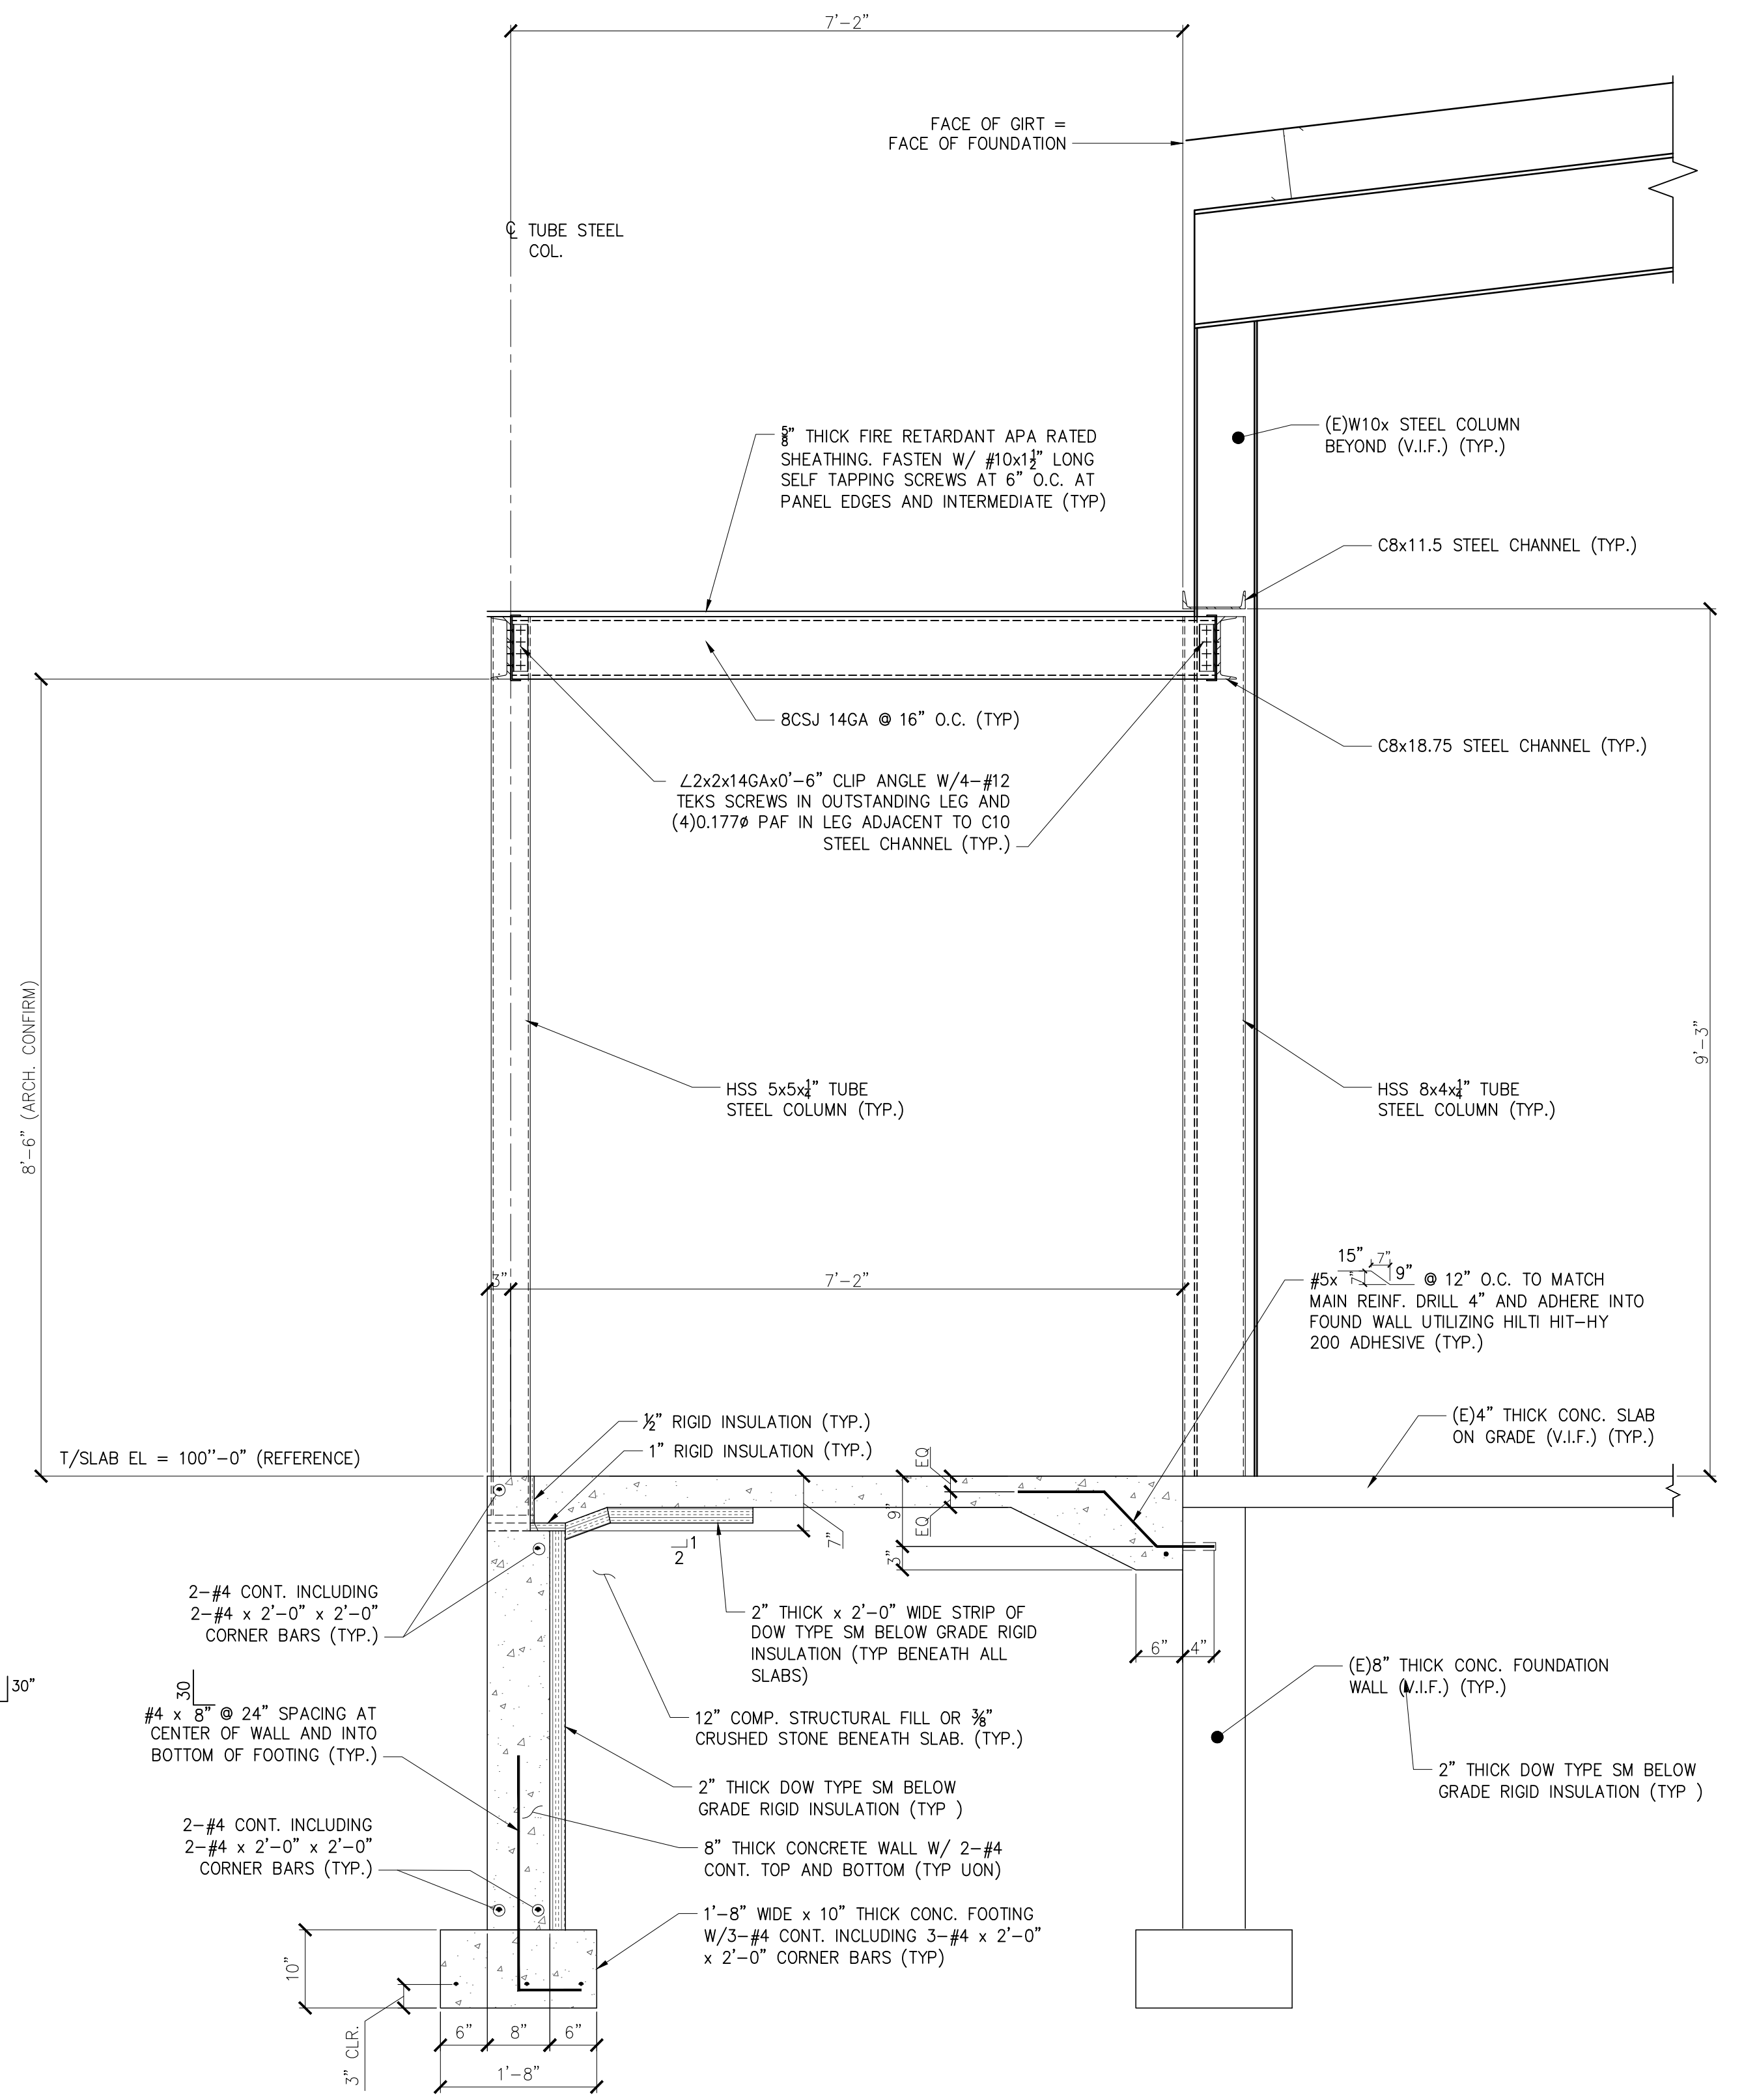 7'-2"
FACE OF GIRT =
FACE OF FOUNDATION
℄ TUBE STEEL
COL.
⅝" THICK FIRE RETARDANT APA RATED
SHEATHING. FASTEN W/ #10x1½" LONG
SELF TAPPING SCREWS AT 6" O.C. AT
PANEL EDGES AND INTERMEDIATE (TYP)
(E)W10x STEEL COLUMN
BEYOND (V.I.F.) (TYP.)
C8x11.5 STEEL CHANNEL (TYP.)
8CSJ 14GA @ 16" O.C. (TYP)
C8x18.75 STEEL CHANNEL (TYP.)
∠2x2x14GAx0'-6" CLIP ANGLE W/4-#12
TEKS SCREWS IN OUTSTANDING LEG AND
(4)0.177ø PAF IN LEG ADJACENT TO C10
STEEL CHANNEL (TYP.)
8'-6" (ARCH. CONFIRM)
9'-3"
HSS 5x5x¼" TUBE
STEEL COLUMN (TYP.)
HSS 8x4x¼" TUBE
STEEL COLUMN (TYP.)
3"
7'-2"
15" 7"
#5x 7" 9" @ 12" O.C. TO MATCH
MAIN REINF. DRILL 4" AND ADHERE INTO
FOUND WALL UTILIZING HILTI HIT-HY
200 ADHESIVE (TYP.)
½" RIGID INSULATION (TYP.)
1" RIGID INSULATION (TYP.)
(E)4" THICK CONC. SLAB
ON GRADE (V.I.F.) (TYP.)
T/SLAB EL = 100''-0" (REFERENCE)
EQ
EQ
9"
3"
7"
1
2
2-#4 CONT. INCLUDING
2-#4 x 2'-0" x 2'-0"
CORNER BARS (TYP.)
2" THICK x 2'-0" WIDE STRIP OF
DOW TYPE SM BELOW GRADE RIGID
INSULATION (TYP BENEATH ALL
SLABS)
6"
4"
30"
30
#4 x 8" @ 24" SPACING AT
CENTER OF WALL AND INTO
BOTTOM OF FOOTING (TYP.)
(E)8" THICK CONC. FOUNDATION
WALL (V.I.F.) (TYP.)
12" COMP. STRUCTURAL FILL OR ⅜"
CRUSHED STONE BENEATH SLAB. (TYP.)
2" THICK DOW TYPE SM BELOW
GRADE RIGID INSULATION (TYP )
2" THICK DOW TYPE SM BELOW
GRADE RIGID INSULATION (TYP )
2-#4 CONT. INCLUDING
2-#4 x 2'-0" x 2'-0"
CORNER BARS (TYP.)
8" THICK CONCRETE WALL W/ 2-#4
CONT. TOP AND BOTTOM (TYP UON)
1'-8" WIDE x 10" THICK CONC. FOOTING
W/3-#4 CONT. INCLUDING 3-#4 x 2'-0"
x 2'-0" CORNER BARS (TYP)
10"
3" CLR.
6"
8"
6"
1'-8"